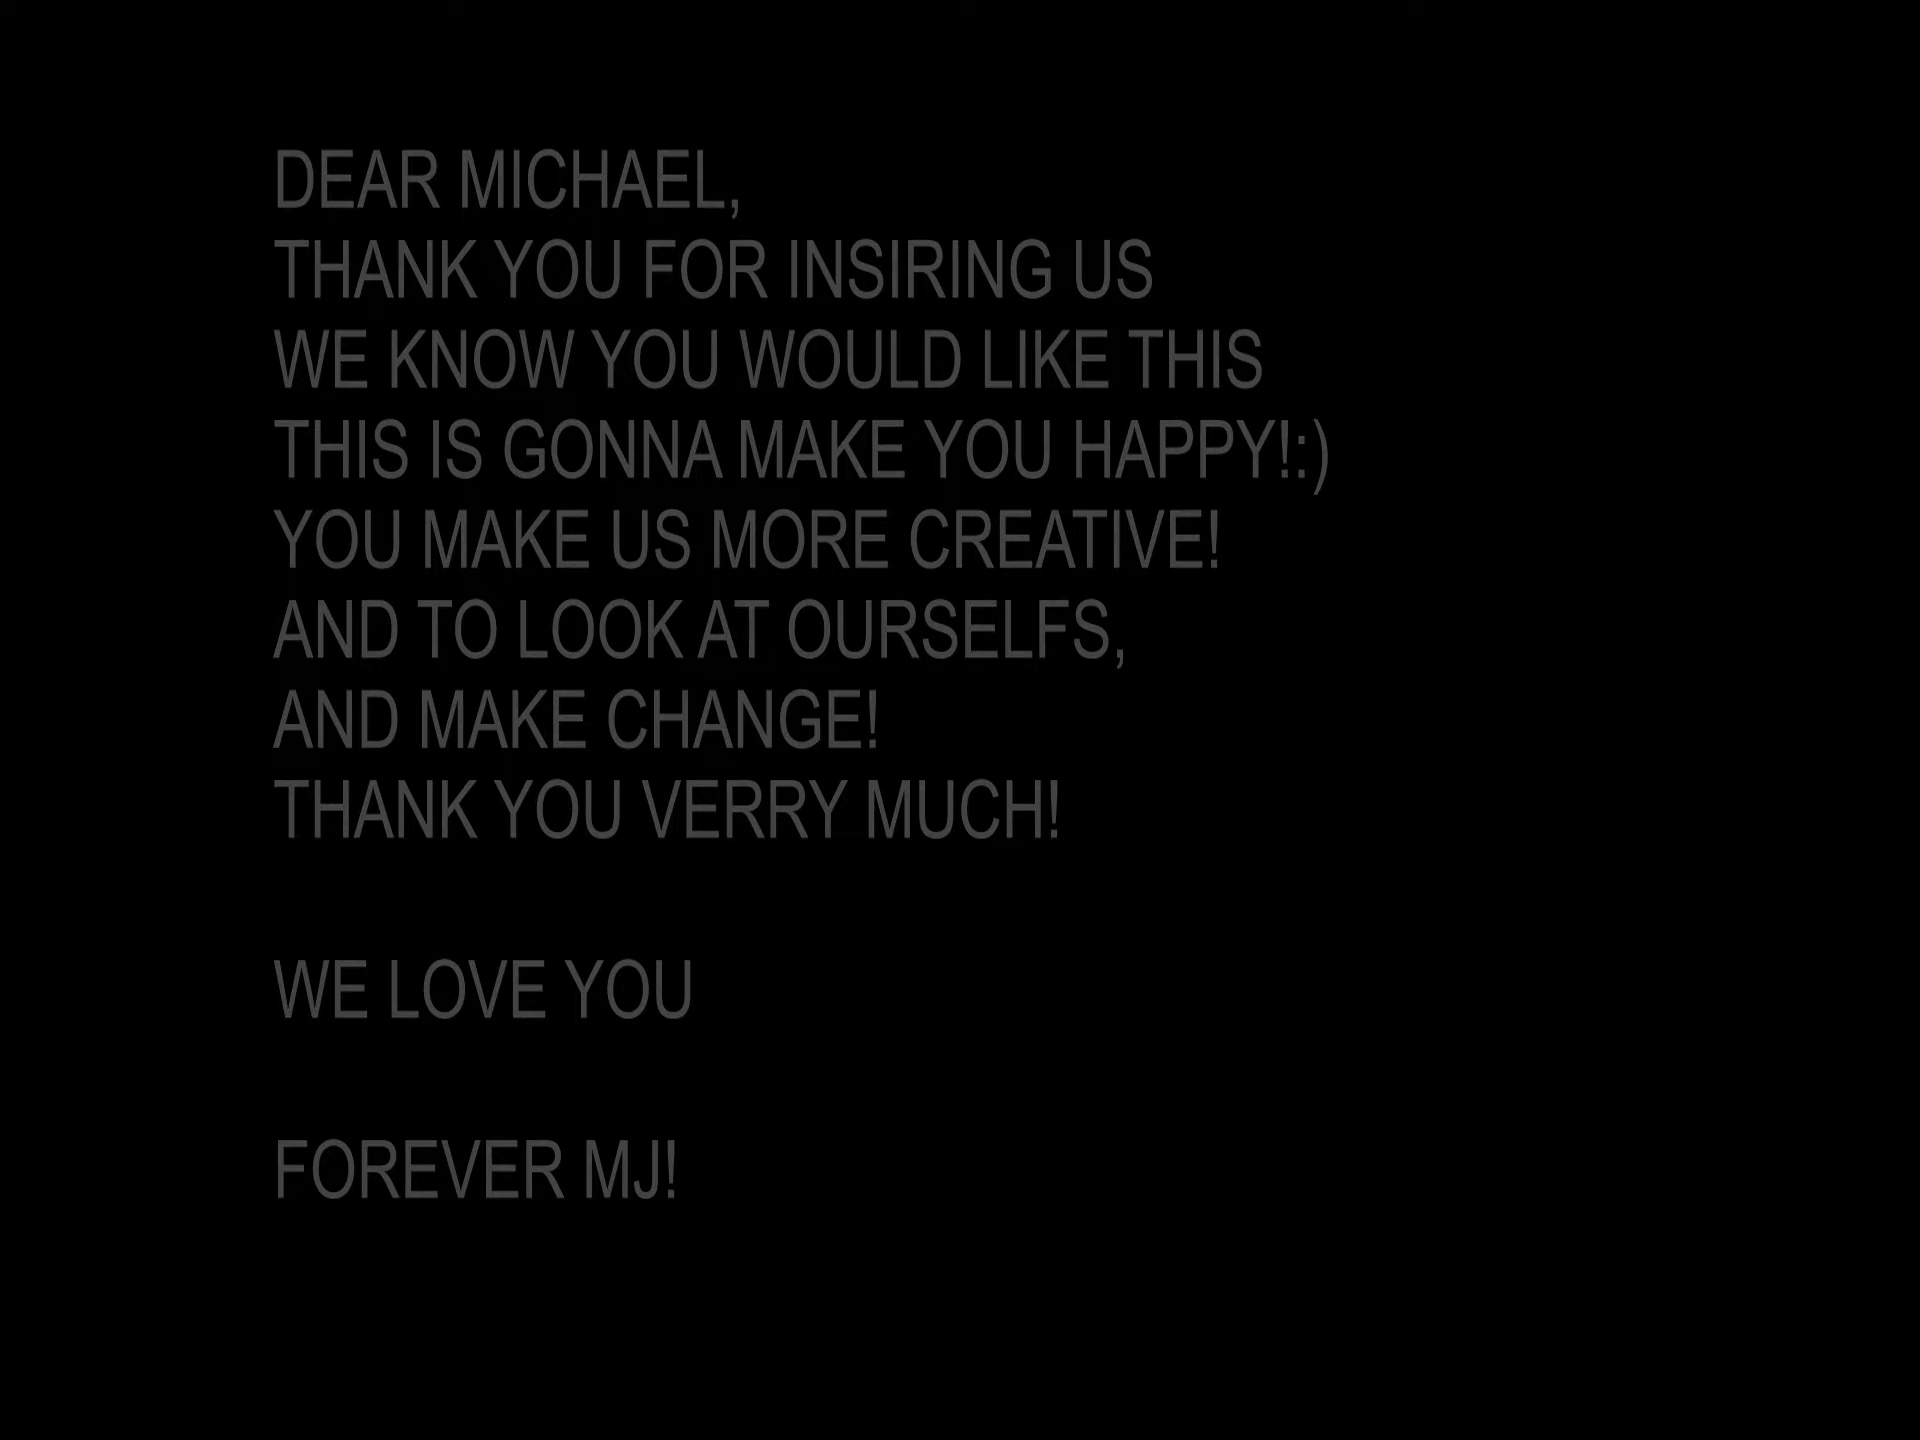 DEAR MICHAEL,
THANK YOU FOR INSIRING US
WE KNOW YOU WOULD LIKE THIS
THIS IS GONNA MAKE YOU HAPPY!:)
YOU MAKE US MORE CREATIVE!
AND TO LOOK AT OURSELFS,
AND MAKE CHANGE!
THANK YOU VERRY MUCH!
WE LOVE YOU
FOREVER MJ!